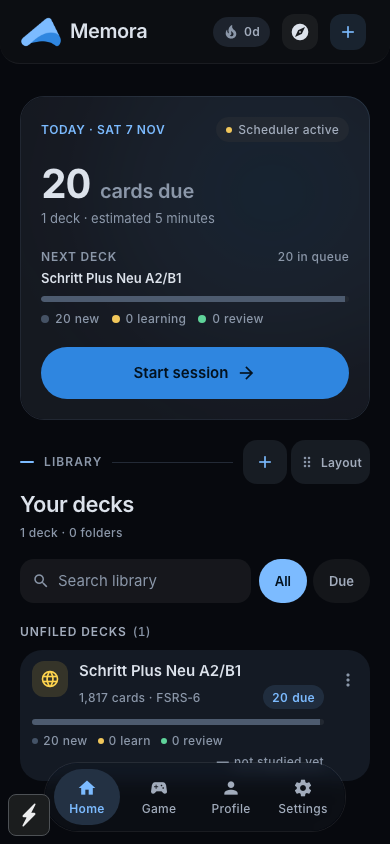 Memora
0d
TODAY · SAT 7 NOV
Scheduler active
20 cards due
1 deck · estimated 5 minutes
NEXT DECK
20 in queue
Schritt Plus Neu A2/B1
20 new 0 learning 0 review
Start session
LIBRARY
Layout
Your decks
1 deck · 0 folders
Search library
All
Due
UNFILED DECKS (1)
Schritt Plus Neu A2/B1
1,817 cards · FSRS-6
20 due
20 new 0 learn 0 review
— not studied yet
Home
Game
Profile
Settings